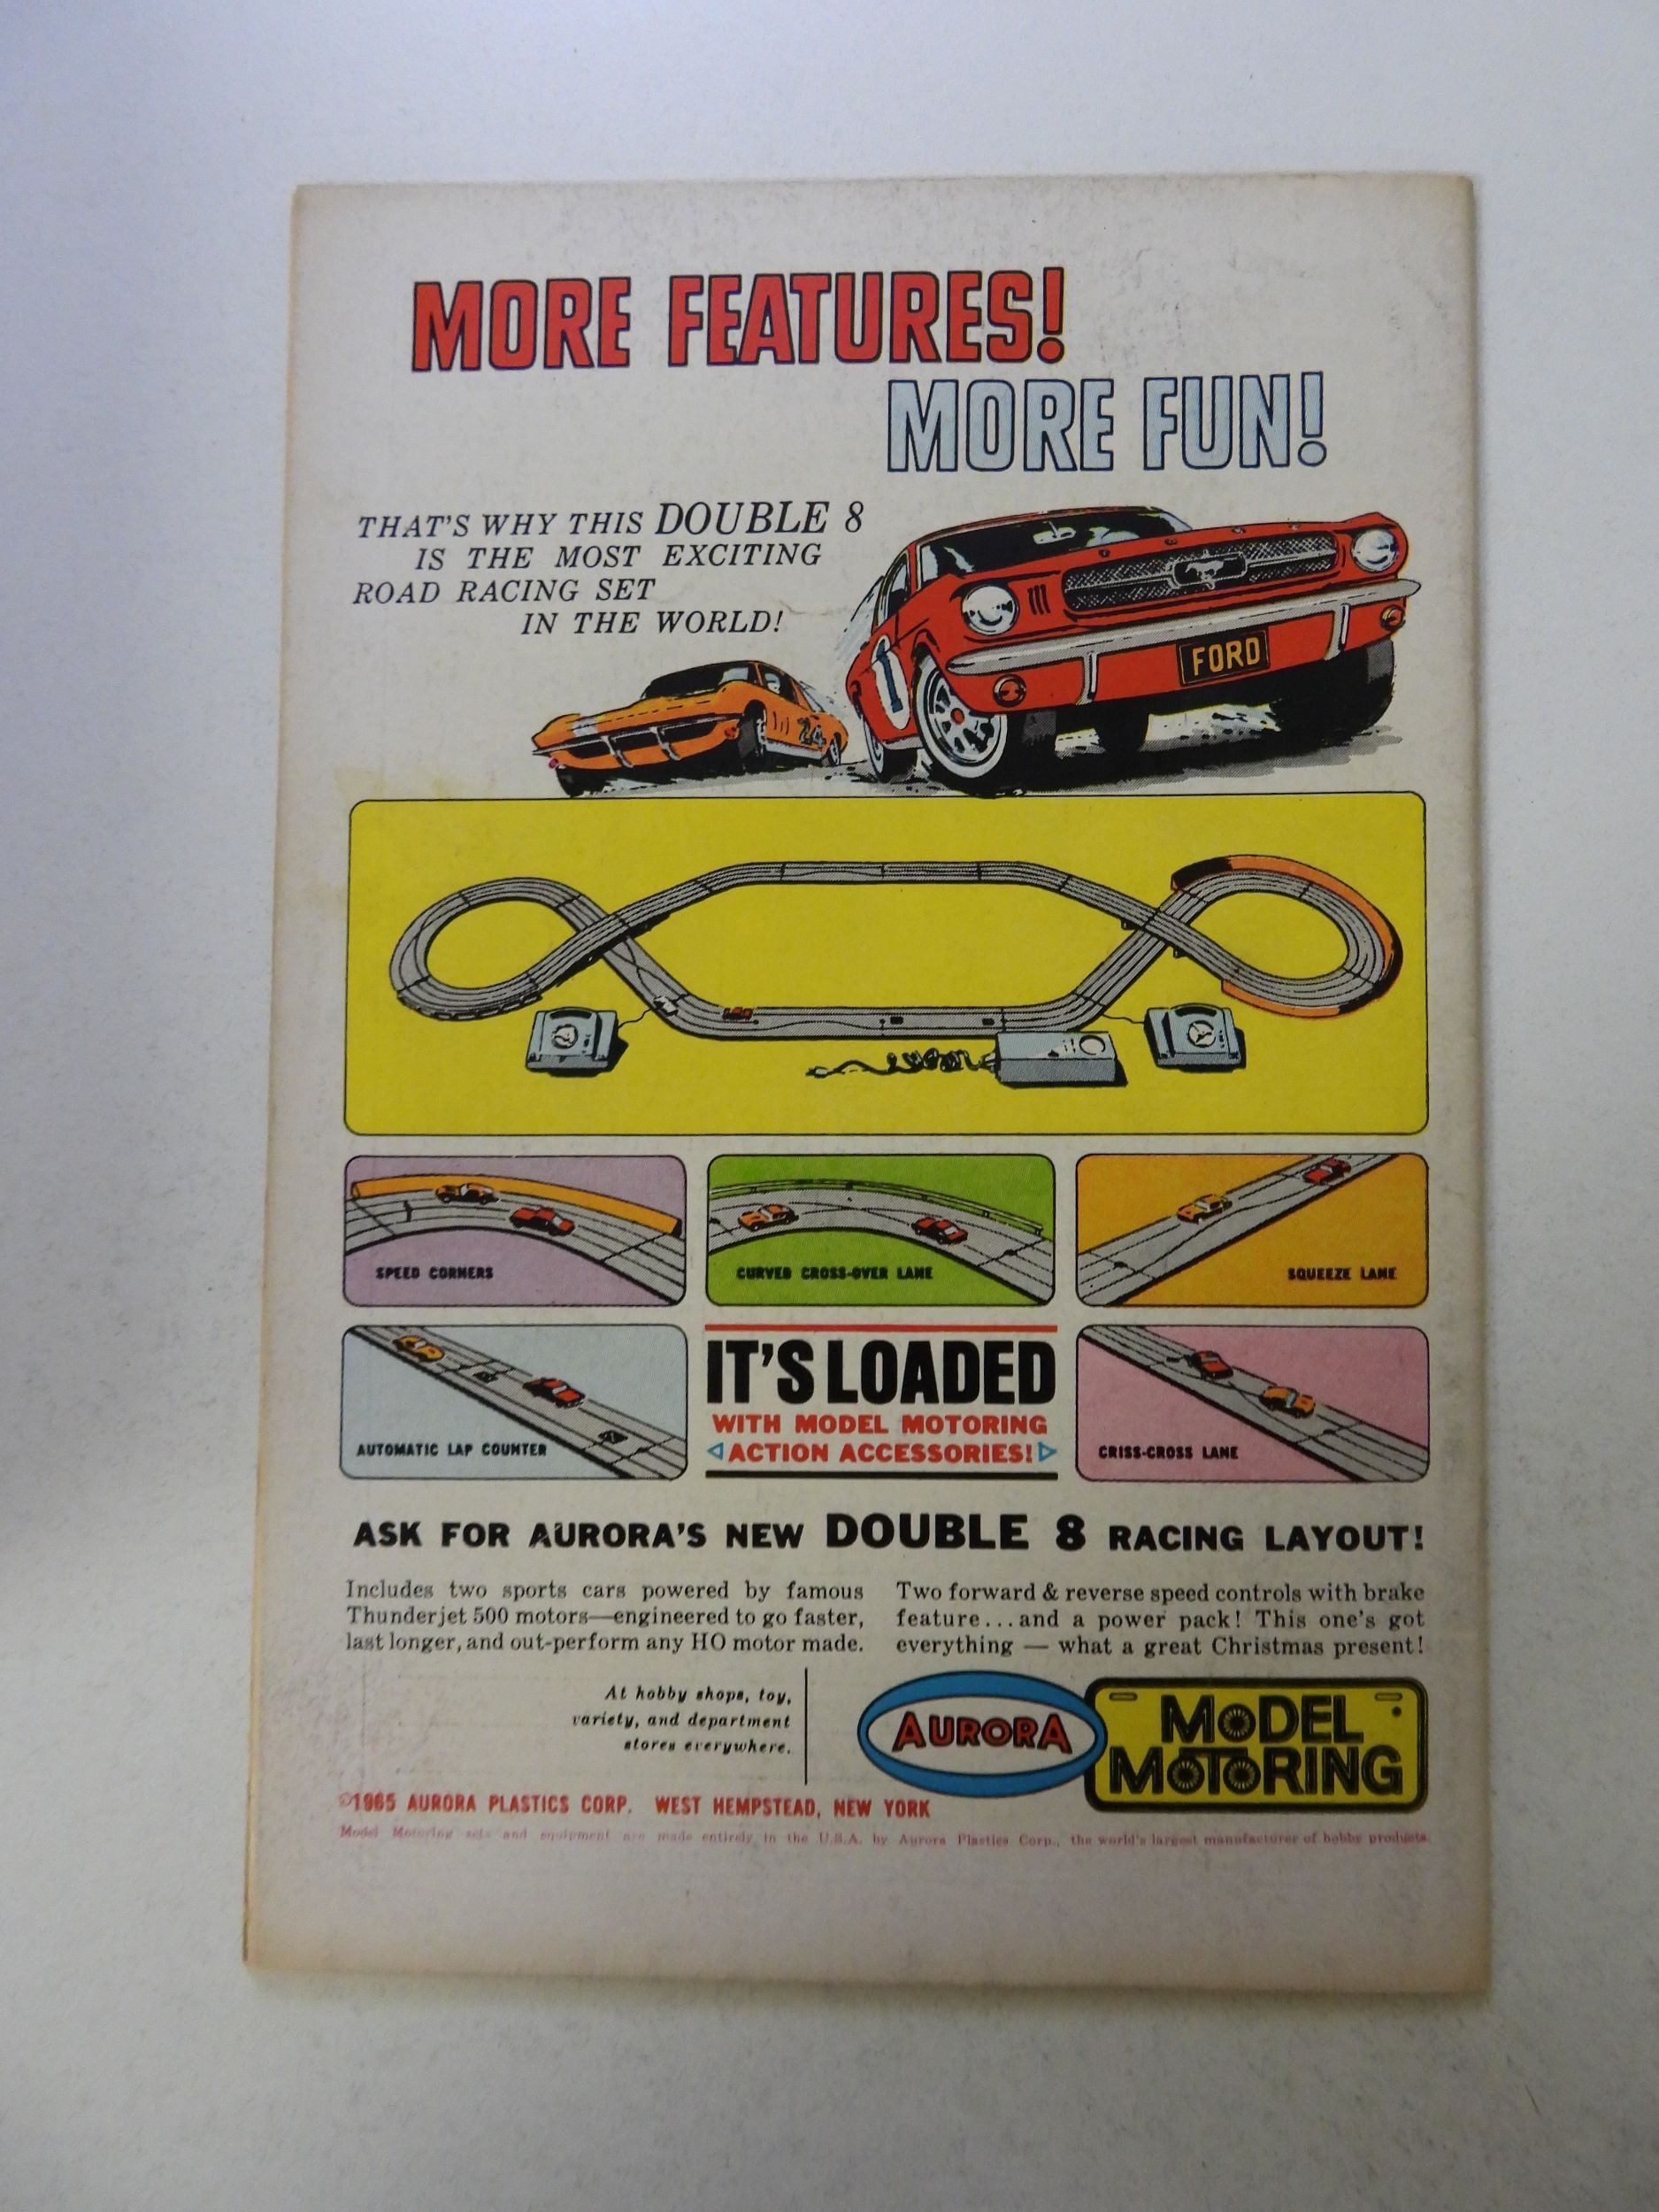 MORE FEATURES!
MORE FUN!
THAT'S WHY THIS DOUBLE 8
IS THE MOST EXCITING
ROAD RACING SET
IN THE WORLD!
FORD
1
24
SPEED CORNERS
CURVED CROSS-OVER LANE
SQUEEZE LANE
AUTOMATIC LAP COUNTER
IT'S LOADED
WITH MODEL MOTORING
ACTION ACCESSORIES!
CRISS-CROSS LANE
ASK FOR AURORA'S NEW DOUBLE 8 RACING LAYOUT!
Includes two sports cars powered by famous
Thunderjet 500 motors—engineered to go faster,
last longer, and out-perform any HO motor made.
Two forward & reverse speed controls with brake
feature...and a power pack! This one's got
everything — what a great Christmas present!
At hobby shops, toy,
variety, and department
stores everywhere.
AURORA
MODEL
MOTORING
©1965 AURORA PLASTICS CORP. WEST HEMPSTEAD, NEW YORK
Model Motoring sets and equipment are made entirely in the U.S.A. by Aurora Plastics Corp., the world's largest manufacturer of hobby products.